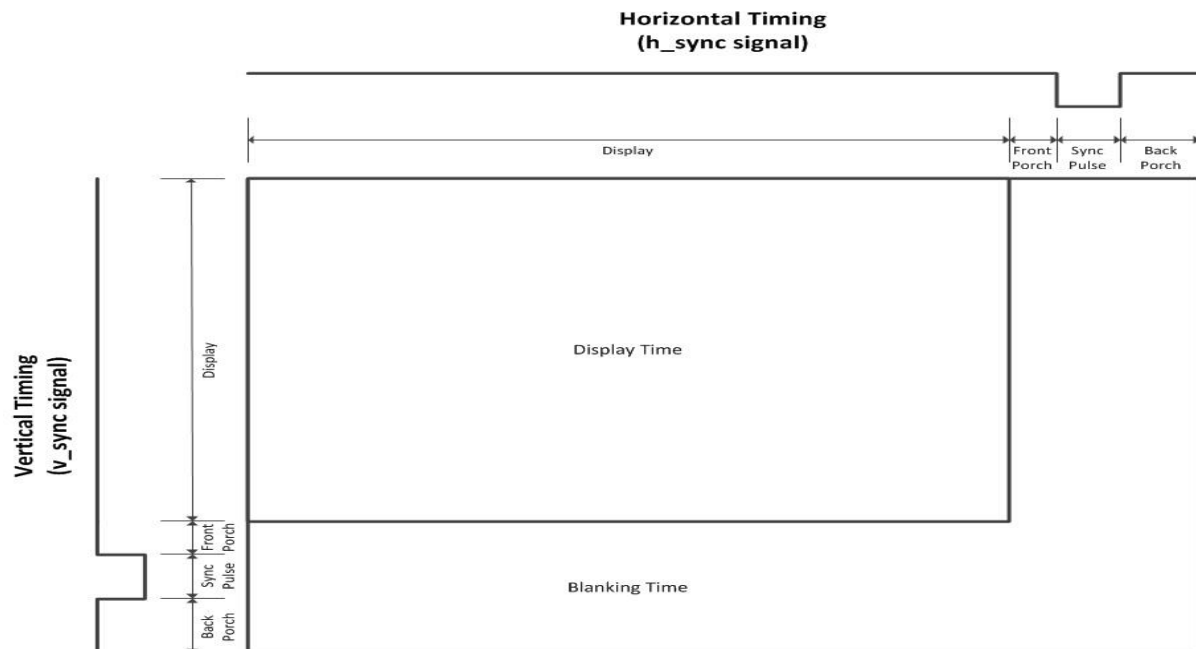 Horizontal Timing
(h_sync signal)
Display
Front
Porch
Sync
Pulse
Back
Porch
Vertical Timing
(v_sync signal)
Display
Display Time
Front
Porch
Sync
Pulse
Back
Porch
Blanking Time